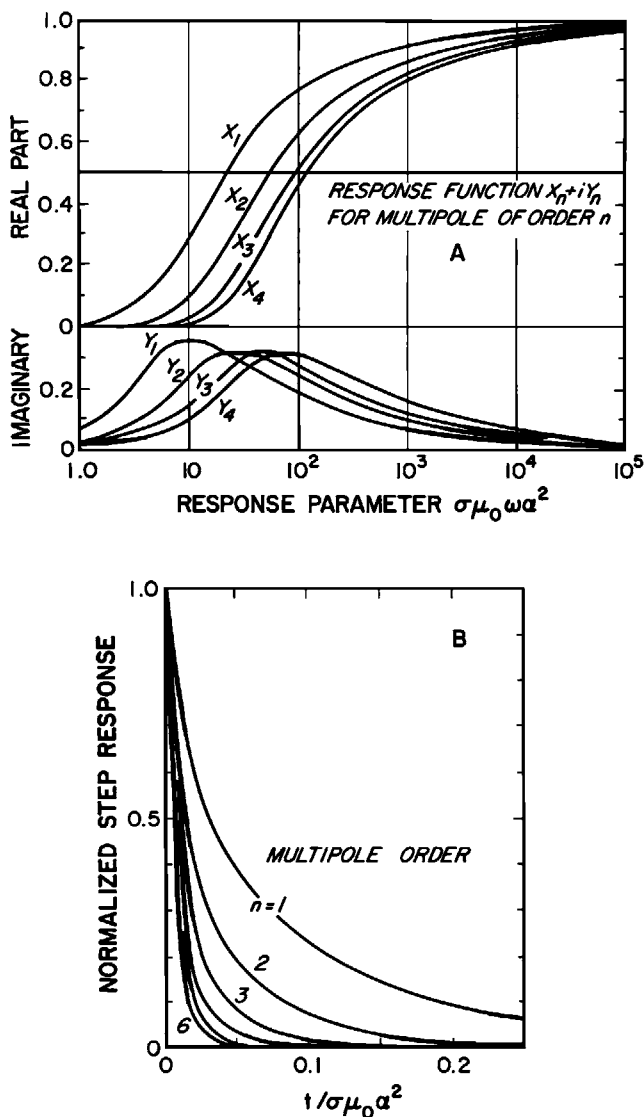 1.0
0.8
0.6
0.4
0.2
0
REAL PART
X₁
X₂
X₃
X₄
RESPONSE FUNCTION Xₙ+iYₙ
FOR MULTIPOLE OF ORDER n
A
IMAGINARY
0.2
0
Y₁
Y₂
Y₃
Y₄
1.0 10 10² 10³ 10⁴ 10⁵
RESPONSE PARAMETER σμ₀ωα²
B
1.0
0.5
0
NORMALIZED STEP RESPONSE
MULTIPOLE ORDER
n=1
2
3
6
0 0.1 0.2
t/σμ₀α²